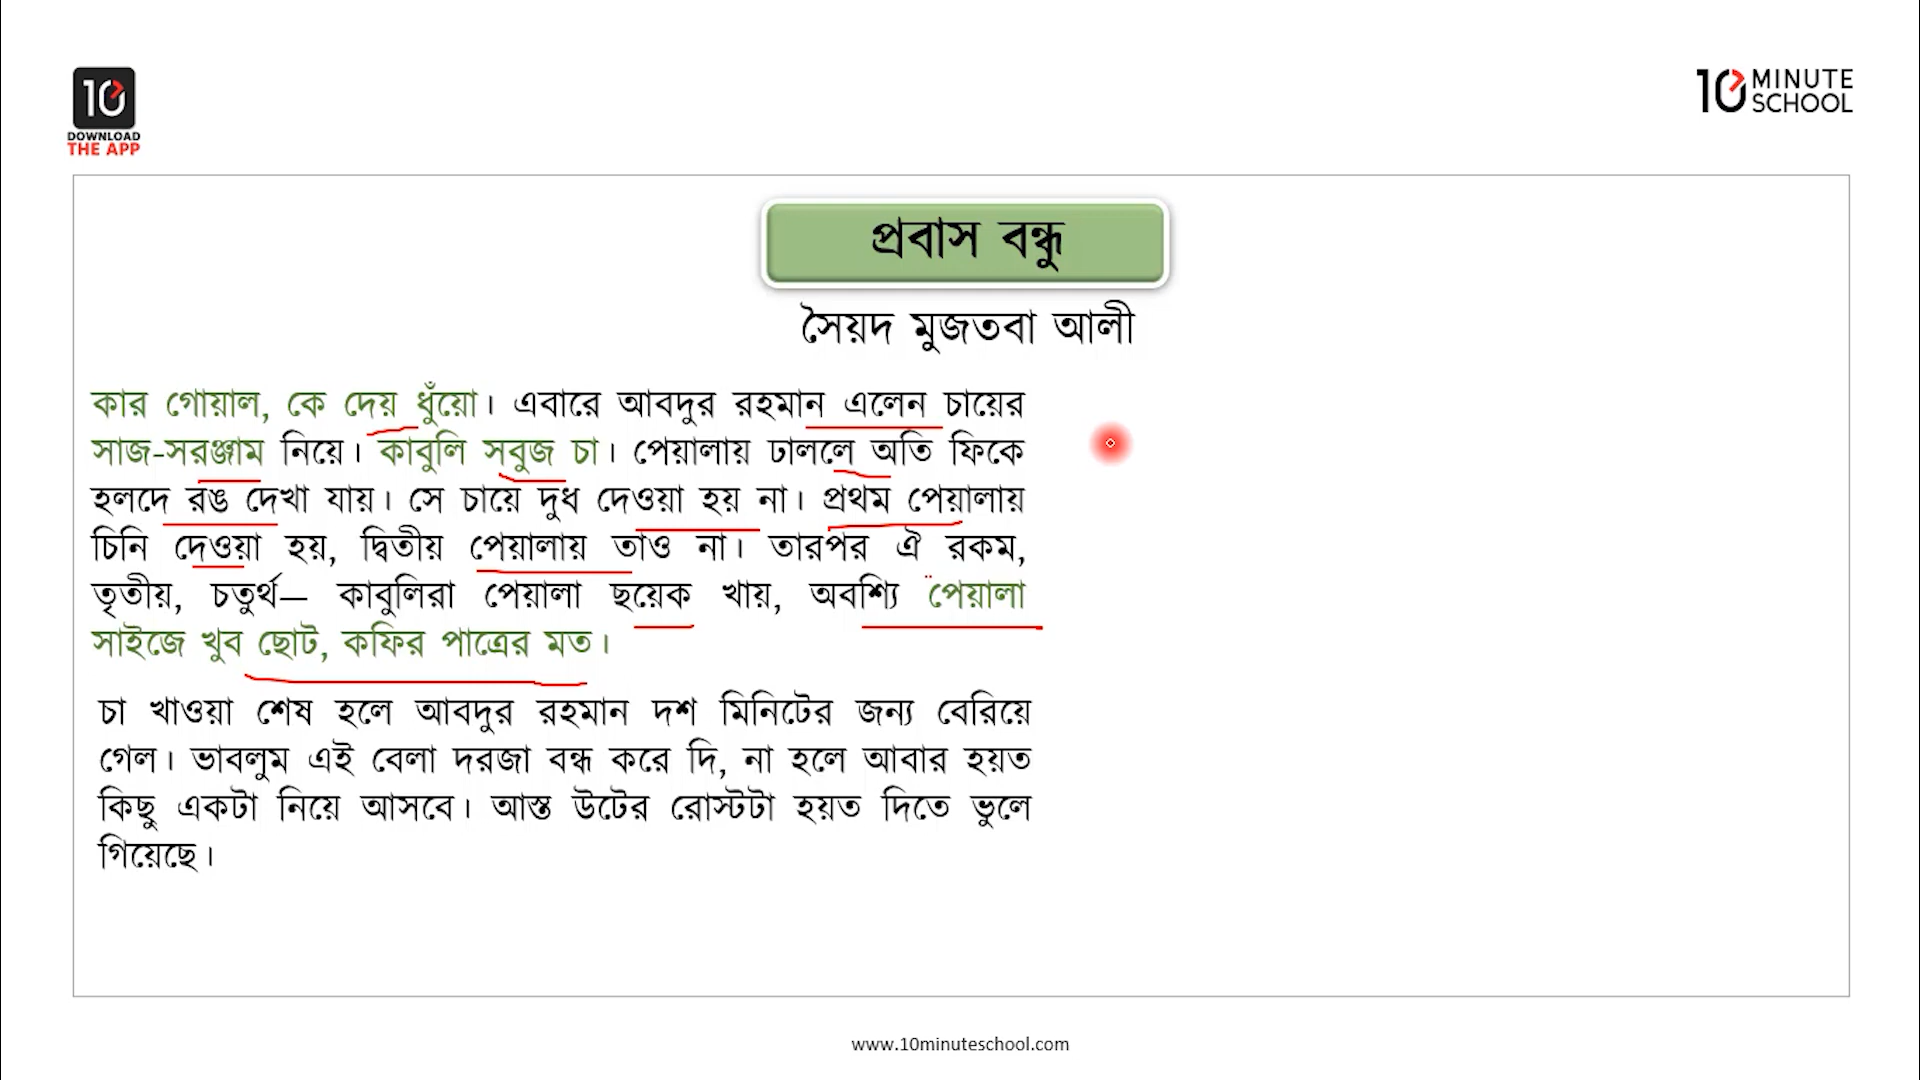 10
DOWNLOAD
THE APP
10 MINUTE
SCHOOL
প্রবাস বন্ধু
সৈয়দ মুজতবা আলী
কার গোয়াল, কে দেয় ধুঁয়ো। এবারে আবদুর রহমান এলেন চায়ের
সাজ-সরঞ্জাম নিয়ে। কাবুলি সবুজ চা। পেয়ালায় ঢাললে অতি ফিকে
হলদে রঙ দেখা যায়। সে চায়ে দুধ দেওয়া হয় না। প্রথম পেয়ালায়
চিনি দেওয়া হয়, দ্বিতীয় পেয়ালায় তাও না। তারপর ঐ রকম,
তৃতীয়, চতুর্থ— কাবুলিরা পেয়ালা ছয়েক খায়, অবশ্যি পেয়ালা
সাইজে খুব ছোট, কফির পাত্রের মত।
চা খাওয়া শেষ হলে আবদুর রহমান দশ মিনিটের জন্য বেরিয়ে
গেল। ভাবলুম এই বেলা দরজা বন্ধ করে দি, না হলে আবার হয়ত
কিছু একটা নিয়ে আসবে। আস্ত উটের রোস্টটা হয়ত দিতে ভুলে
গিয়েছে।
www.10minuteschool.com